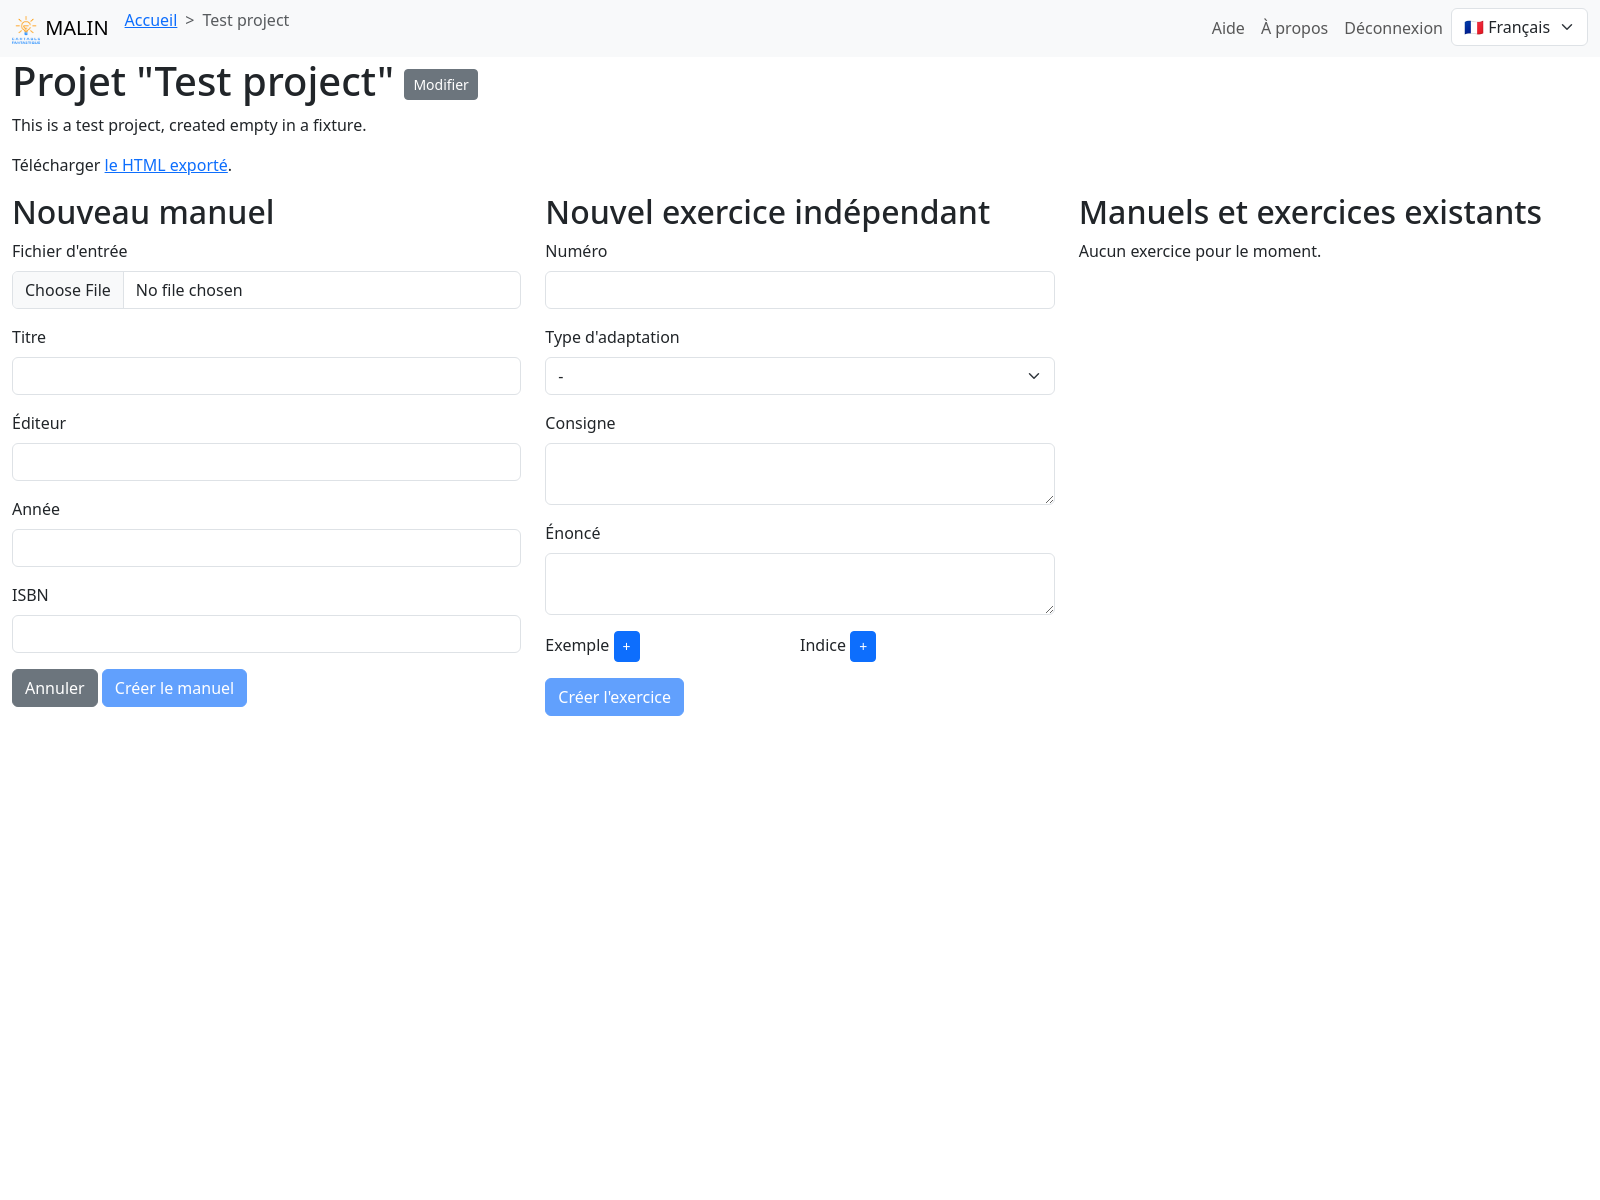 MALIN Accueil > Test project Aide À propos Déconnexion Français
Projet "Test project" Modifier
This is a test project, created empty in a fixture.
Télécharger le HTML exporté.
Nouveau manuel
Fichier d'entrée
Choose File No file chosen
Titre
Éditeur
Année
ISBN
Annuler Créer le manuel
Nouvel exercice indépendant
Numéro
Type d'adaptation
-
Consigne
Énoncé
Exemple + Indice +
Créer l'exercice
Manuels et exercices existants
Aucun exercice pour le moment.